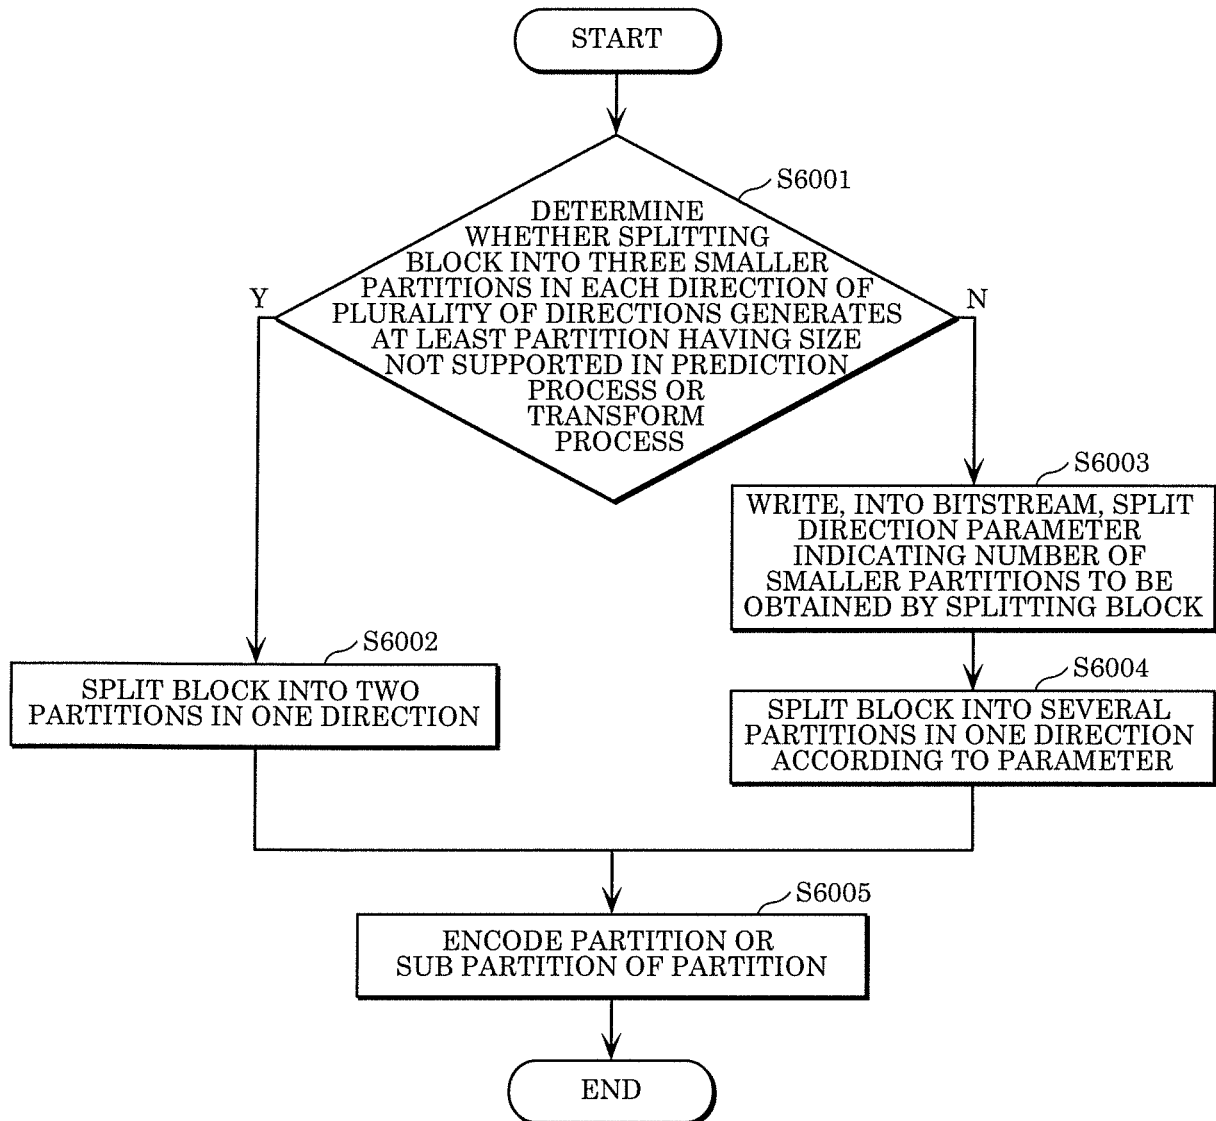 START
S6001
DETERMINE
WHETHER SPLITTING
BLOCK INTO THREE SMALLER
PARTITIONS IN EACH DIRECTION OF
PLURALITY OF DIRECTIONS GENERATES
AT LEAST PARTITION HAVING SIZE
NOT SUPPORTED IN PREDICTION
PROCESS OR
TRANSFORM
PROCESS
Y
N
S6003
WRITE, INTO BITSTREAM, SPLIT
DIRECTION PARAMETER
INDICATING NUMBER OF
SMALLER PARTITIONS TO BE
OBTAINED BY SPLITTING BLOCK
S6002
SPLIT BLOCK INTO TWO
PARTITIONS IN ONE DIRECTION
S6004
SPLIT BLOCK INTO SEVERAL
PARTITIONS IN ONE DIRECTION
ACCORDING TO PARAMETER
S6005
ENCODE PARTITION OR
SUB PARTITION OF PARTITION
END